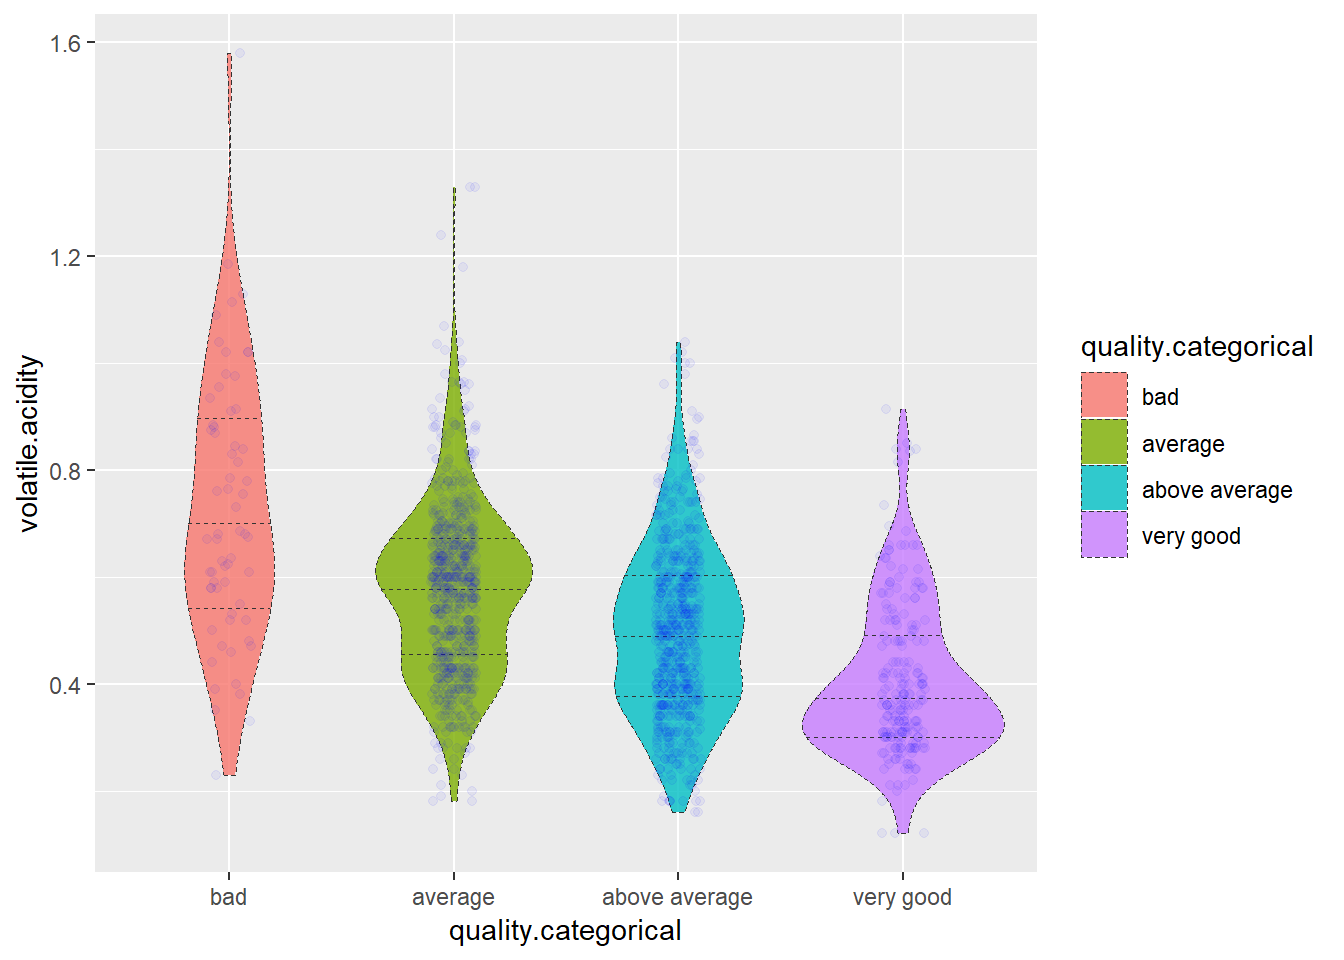 1.6
1.2
0.8
0.4
volatile.acidity
bad
average
above average
very good
quality.categorical
quality.categorical
bad
average
above average
very good